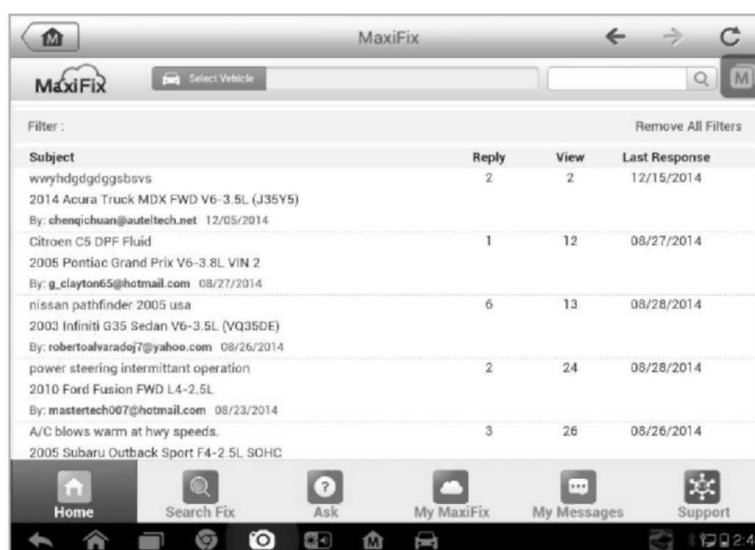 MaxiFix
MaxiFix Select Vehicle
Filter : Remove All Filters
Subject Reply View Last Response
wwyhdgdgdggsbsvs 2 2 12/15/2014
2014 Acura Truck MDX FWD V6-3.5L (J35Y5)
By: chenqichuan@auteltech.net 12/05/2014
Citroen C5 DPF Fluid 1 12 08/27/2014
2005 Pontiac Grand Prix V6-3.8L VIN 2
By: g_clayton65@hotmail.com 08/27/2014
nissan pathfinder 2005 usa 6 13 08/28/2014
2003 Infiniti G35 Sedan V6-3.5L (VQ35DE)
By: robertoalvaradoj7@yahoo.com 08/26/2014
power steering intermittant operation 2 24 08/28/2014
2010 Ford Fusion FWD L4-2.5L
By: mastertech007@hotmail.com 08/23/2014
A/C blows warm at hwy speeds. 3 26 08/26/2014
2005 Subaru Outback Sport F4-2.5L SOHC
Home Search Fix Ask My MaxiFix My Messages Support